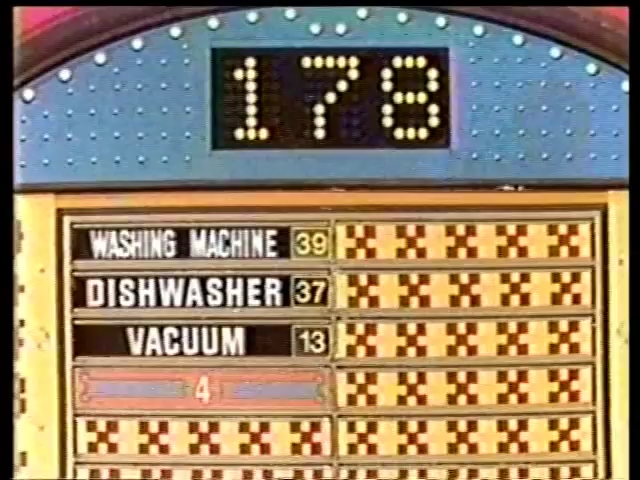 178
WASHING MACHINE 39
DISHWASHER 37
VACUUM 13
4